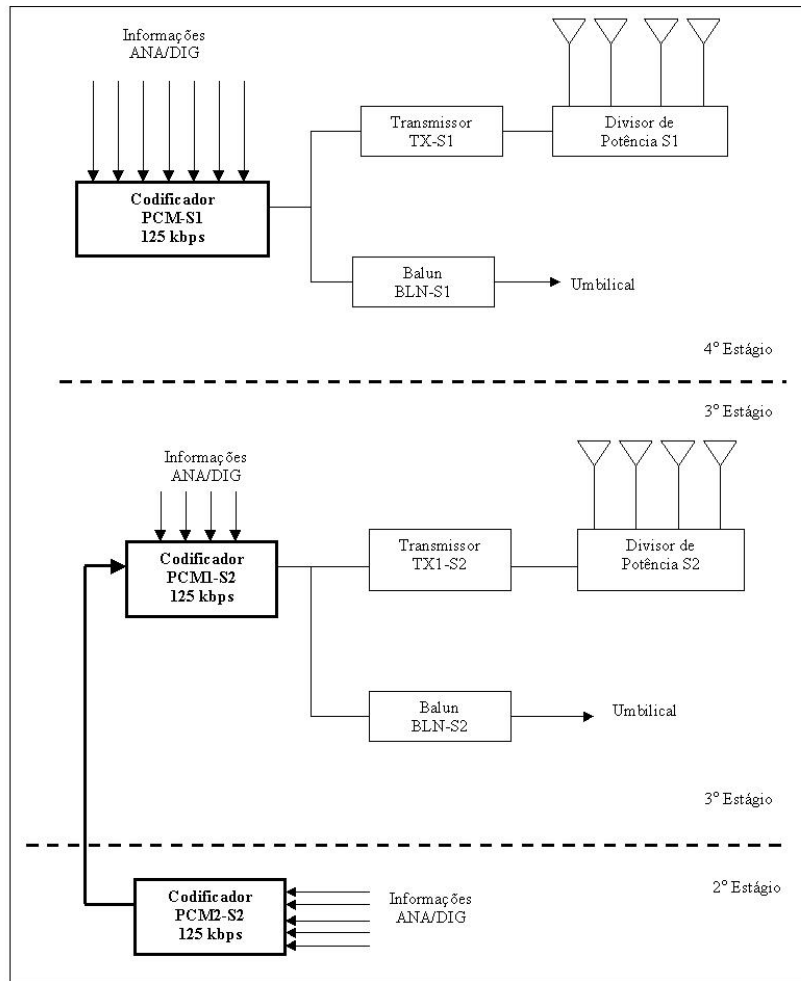 Informações
ANA/DIG
Transmissor
TX-S1
Divisor de
Potência S1
Codificador
PCM-S1
125 kbps
Balun
BLN-S1
Umbilical
4º Estágio
3º Estágio
Informações
ANA/DIG
Codificador
PCM1-S2
125 kbps
Transmissor
TX1-S2
Divisor de
Potência S2
Balun
BLN-S2
Umbilical
3º Estágio
2º Estágio
Codificador
PCM2-S2
125 kbps
Informações
ANA/DIG